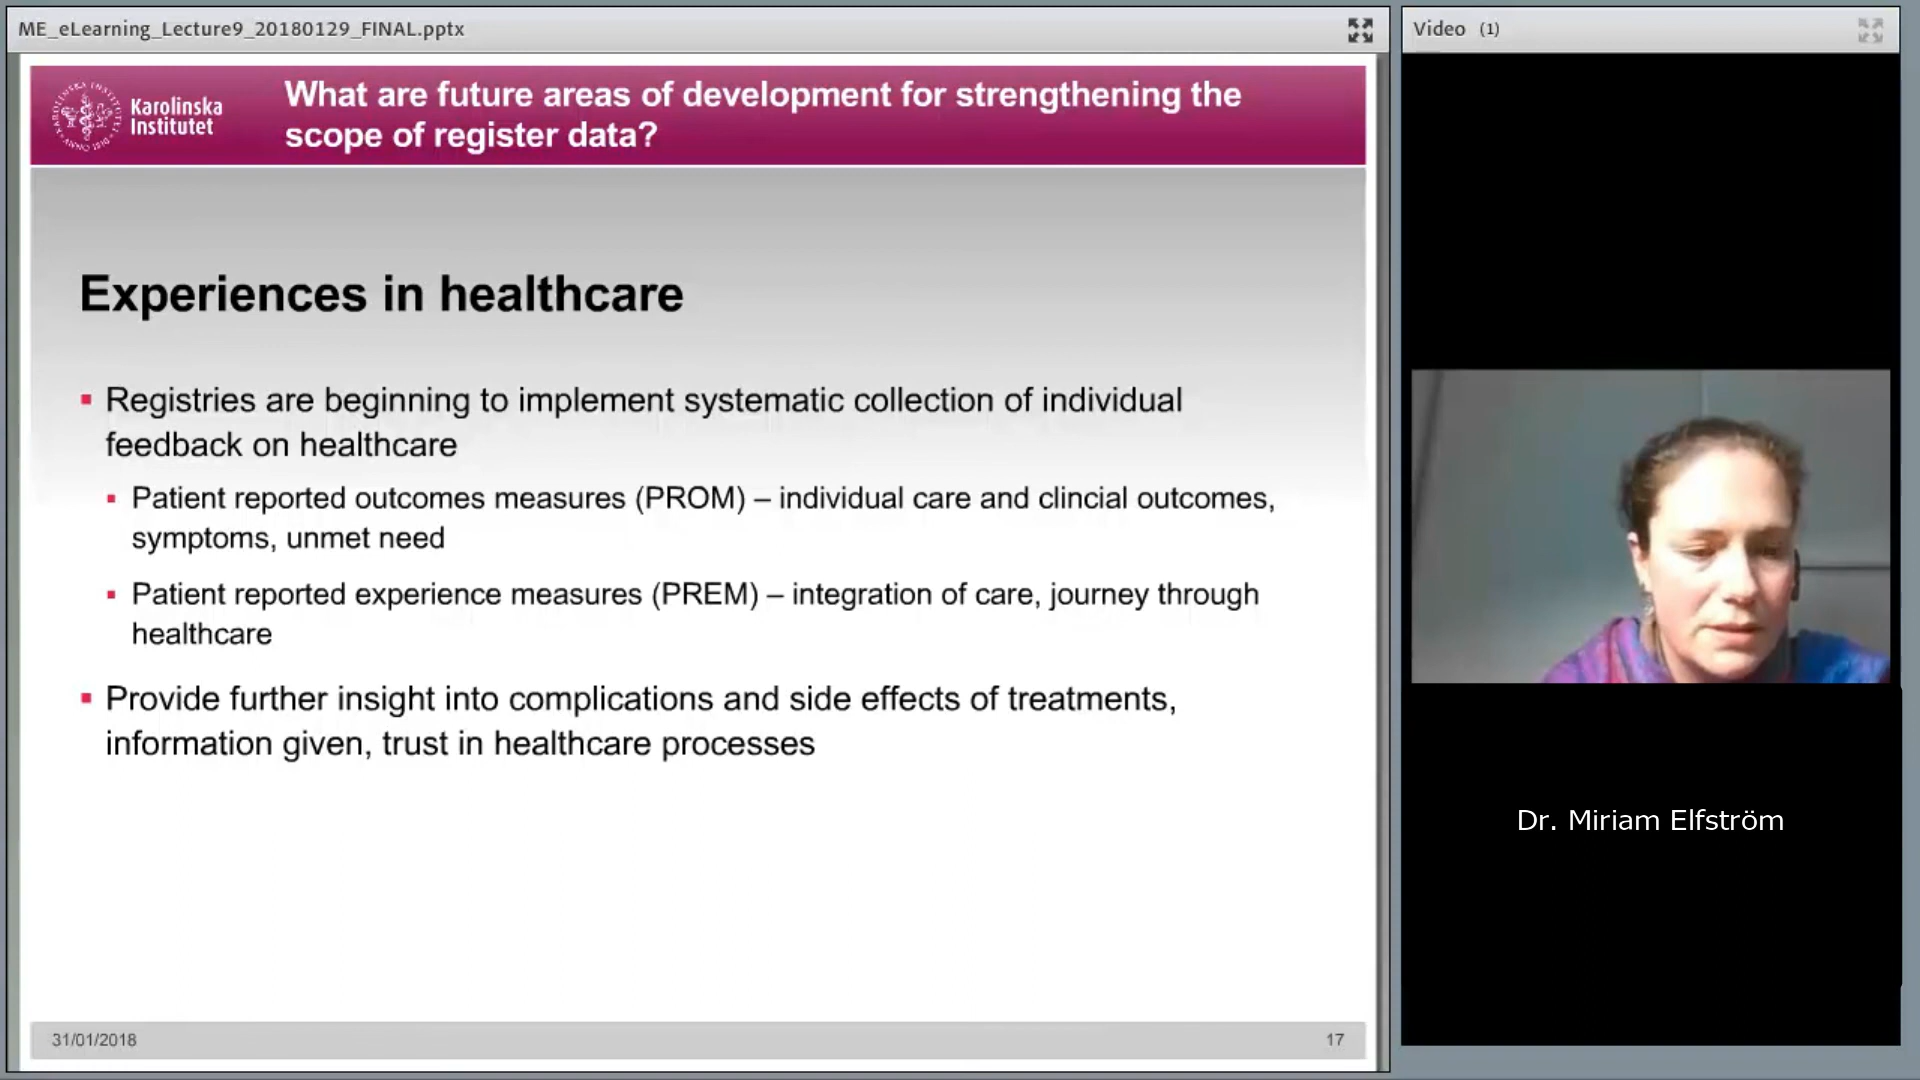 ME_eLearning_Lecture9_20180129_FINAL.pptx
Video (1)
Karolinska
Institutet
What are future areas of development for strengthening the
scope of register data?
Experiences in healthcare
Registries are beginning to implement systematic collection of individual
feedback on healthcare
Patient reported outcomes measures (PROM) – individual care and clincial outcomes,
symptoms, unmet need
Patient reported experience measures (PREM) – integration of care, journey through
healthcare
Provide further insight into complications and side effects of treatments,
information given, trust in healthcare processes
Dr. Miriam Elfström
31/01/2018
17